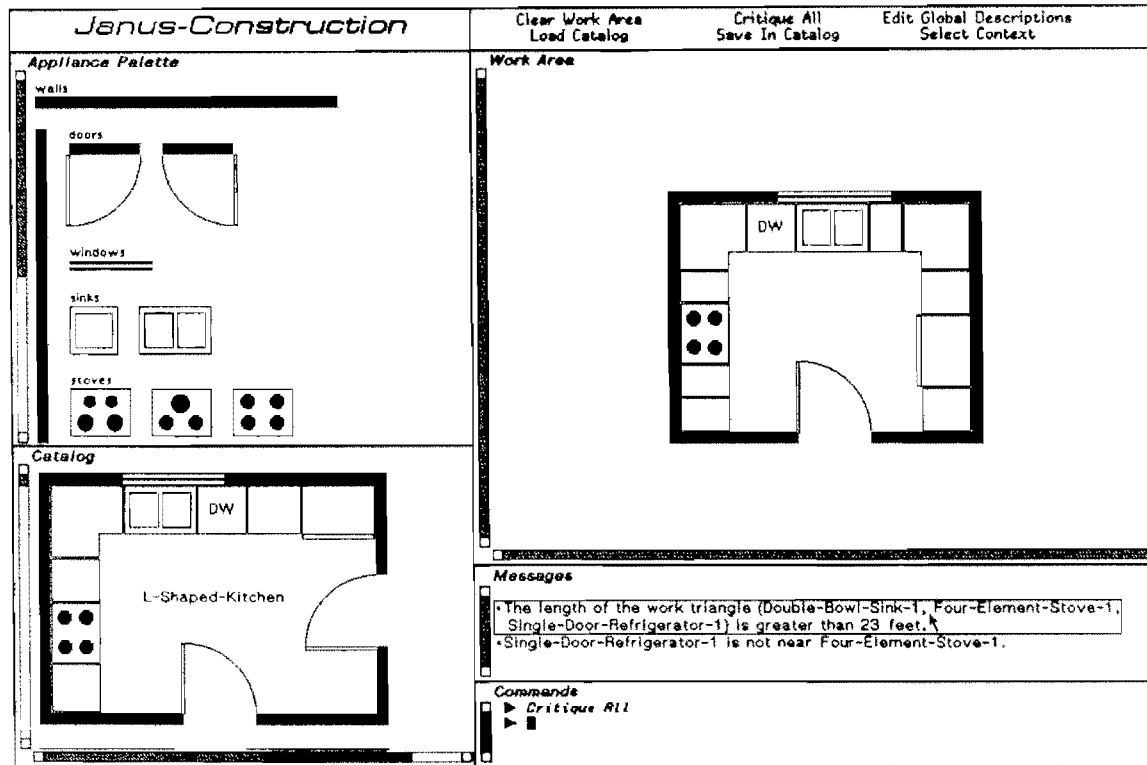 Janus-Construction
Clear Work Area
Critique All
Edit Global Descriptions
Load Catalog
Save In Catalog
Select Context
Appliance Palette
walls
doors
windows
sinks
stoves
Work Area
DW
Catalog
DW
L-Shaped-Kitchen
Messages
•The length of the work triangle (Double-Bowl-Sink-1, Four-Element-Stove-1,
Single-Door-Refrigerator-1) is greater than 23 feet.
•Single-Door-Refrigerator-1 is not near Four-Element-Stove-1.
Commands
► Critique All
►